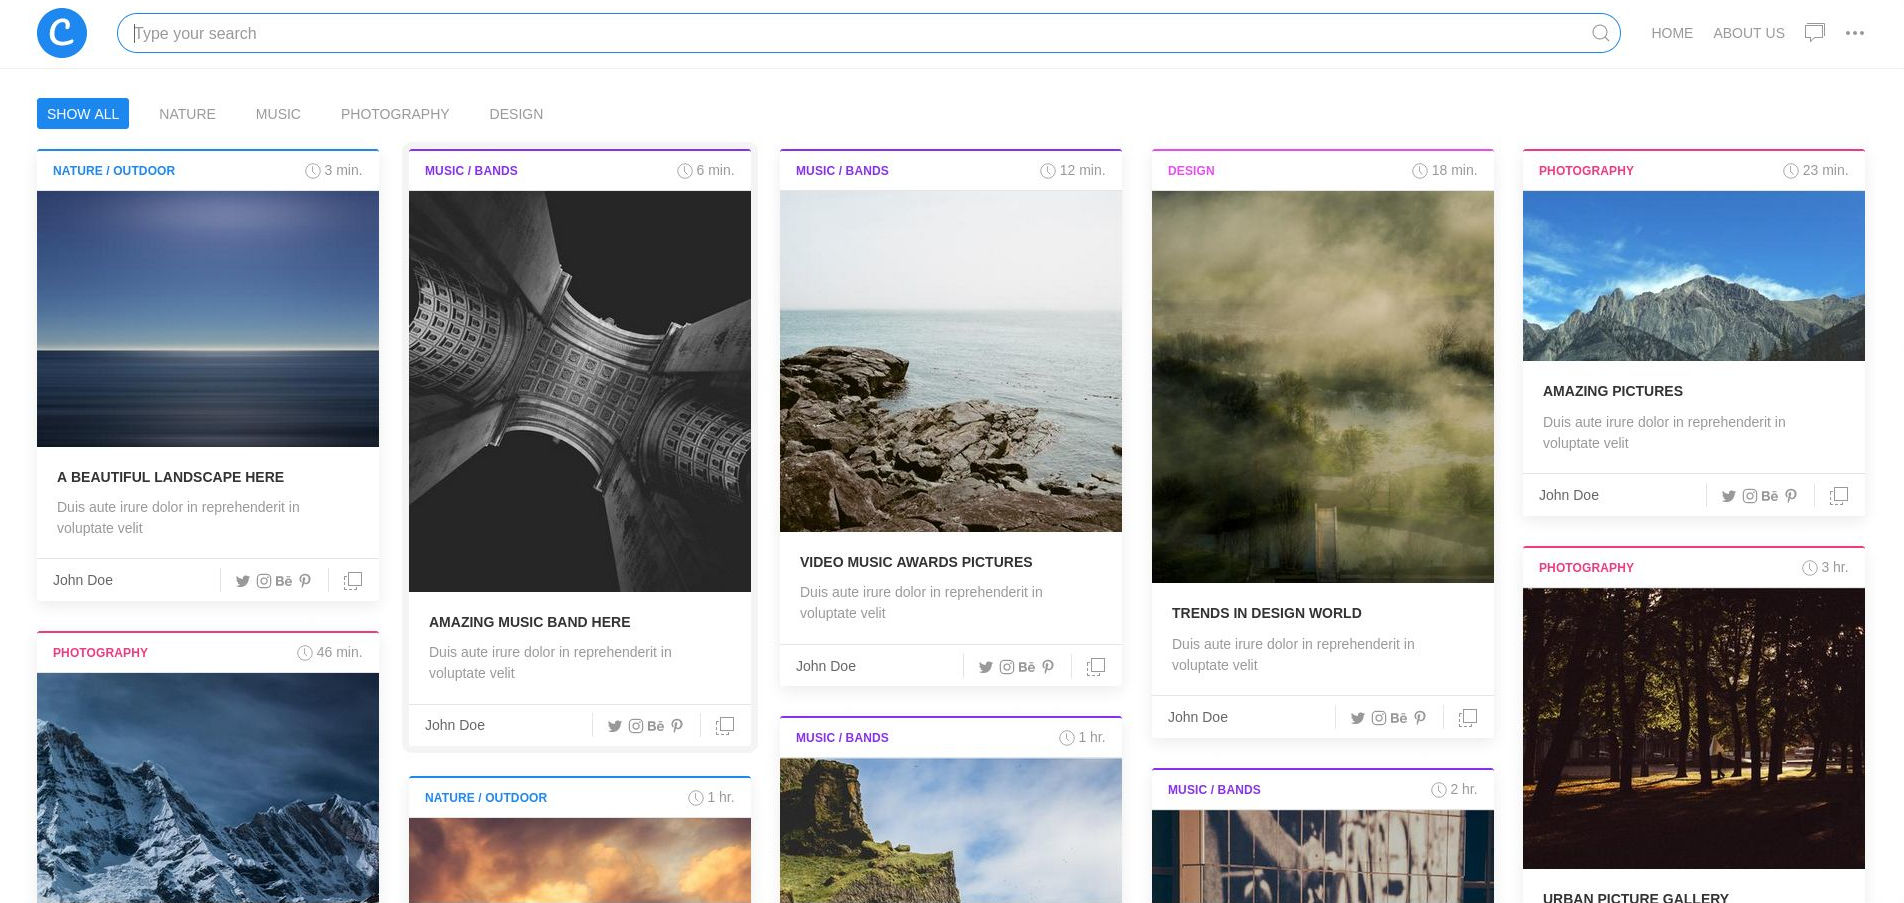 C
Type your search
HOME
ABOUT US
SHOW ALL
NATURE
MUSIC
PHOTOGRAPHY
DESIGN
NATURE / OUTDOOR
3 min.
A BEAUTIFUL LANDSCAPE HERE
Duis aute irure dolor in reprehenderit in
voluptate velit
John Doe
Bē
PHOTOGRAPHY
46 min.
MUSIC / BANDS
6 min.
AMAZING MUSIC BAND HERE
Duis aute irure dolor in reprehenderit in
voluptate velit
John Doe
Bē
NATURE / OUTDOOR
1 hr.
MUSIC / BANDS
12 min.
VIDEO MUSIC AWARDS PICTURES
Duis aute irure dolor in reprehenderit in
voluptate velit
John Doe
Bē
MUSIC / BANDS
1 hr.
DESIGN
18 min.
TRENDS IN DESIGN WORLD
Duis aute irure dolor in reprehenderit in
voluptate velit
John Doe
Bē
MUSIC / BANDS
2 hr.
PHOTOGRAPHY
23 min.
AMAZING PICTURES
Duis aute irure dolor in reprehenderit in
voluptate velit
John Doe
Bē
PHOTOGRAPHY
3 hr.
URBAN PICTURE GALLERY